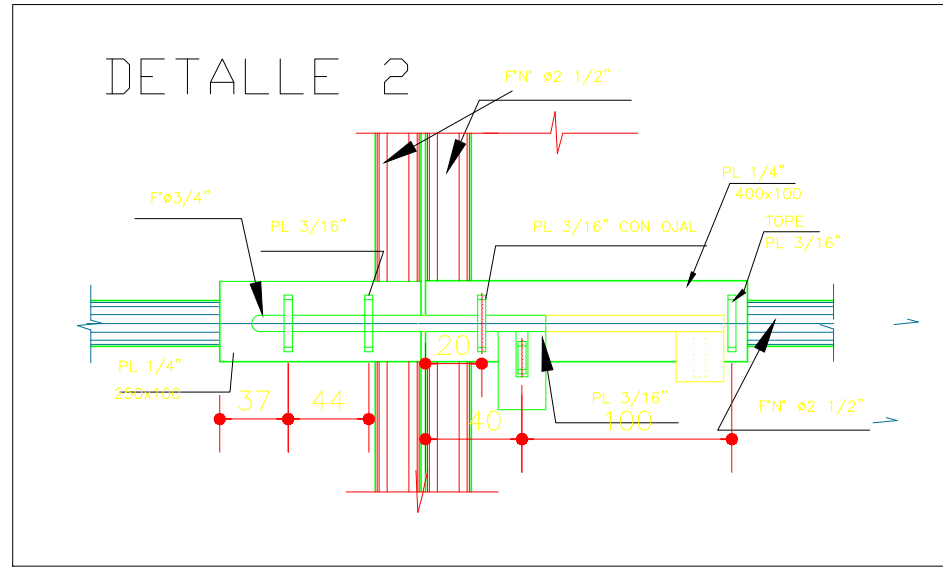 DETALLE 2
F'N' ø2 1/2"
PL 1/4"
400x100
F'ø3/4"
PL 3/16"
PL 3/16" CON OJAL
TOPE
PL 3/16"
20
PL 1/4"
250x100
37
44
40
PL 3/16"
100
F'N' ø2 1/2"